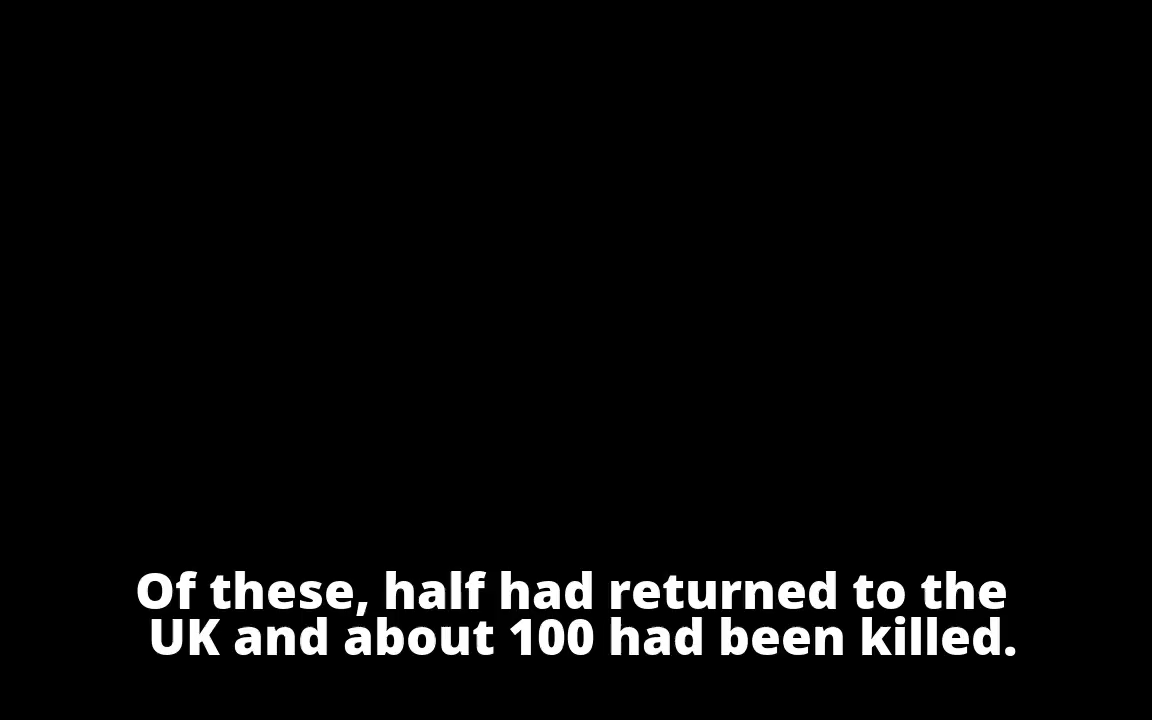 Of these, half had returned to the
UK and about 100 had been killed.